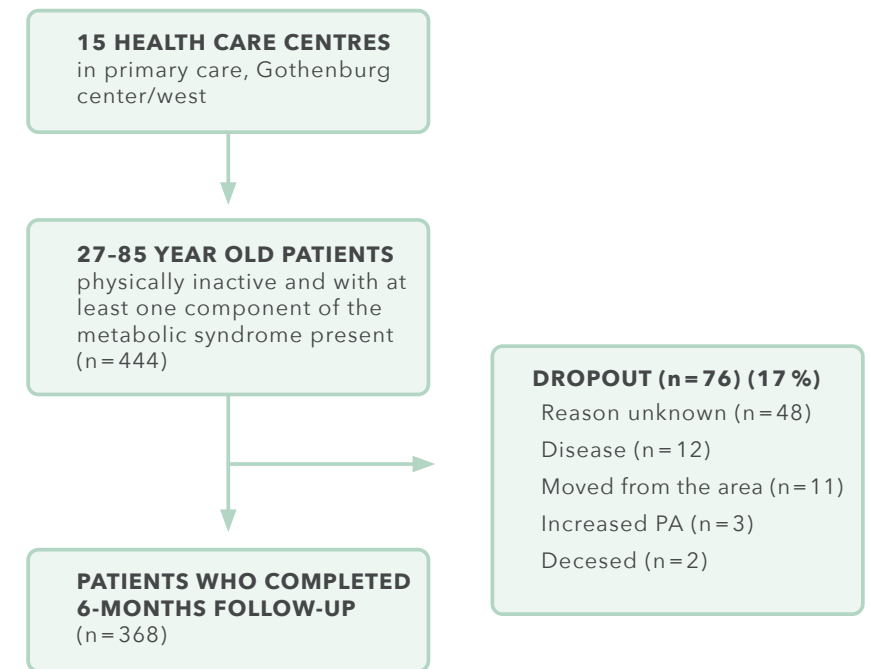 15 HEALTH CARE CENTRES
in primary care, Gothenburg
center/west
27–85 YEAR OLD PATIENTS
physically inactive and with at
least one component of the
metabolic syndrome present
(n=444)
DROPOUT (n=76) (17 %)
Reason unknown (n=48)
Disease (n=12)
Moved from the area (n=11)
Increased PA (n=3)
Decesed (n=2)
PATIENTS WHO COMPLETED
6-MONTHS FOLLOW-UP
(n=368)